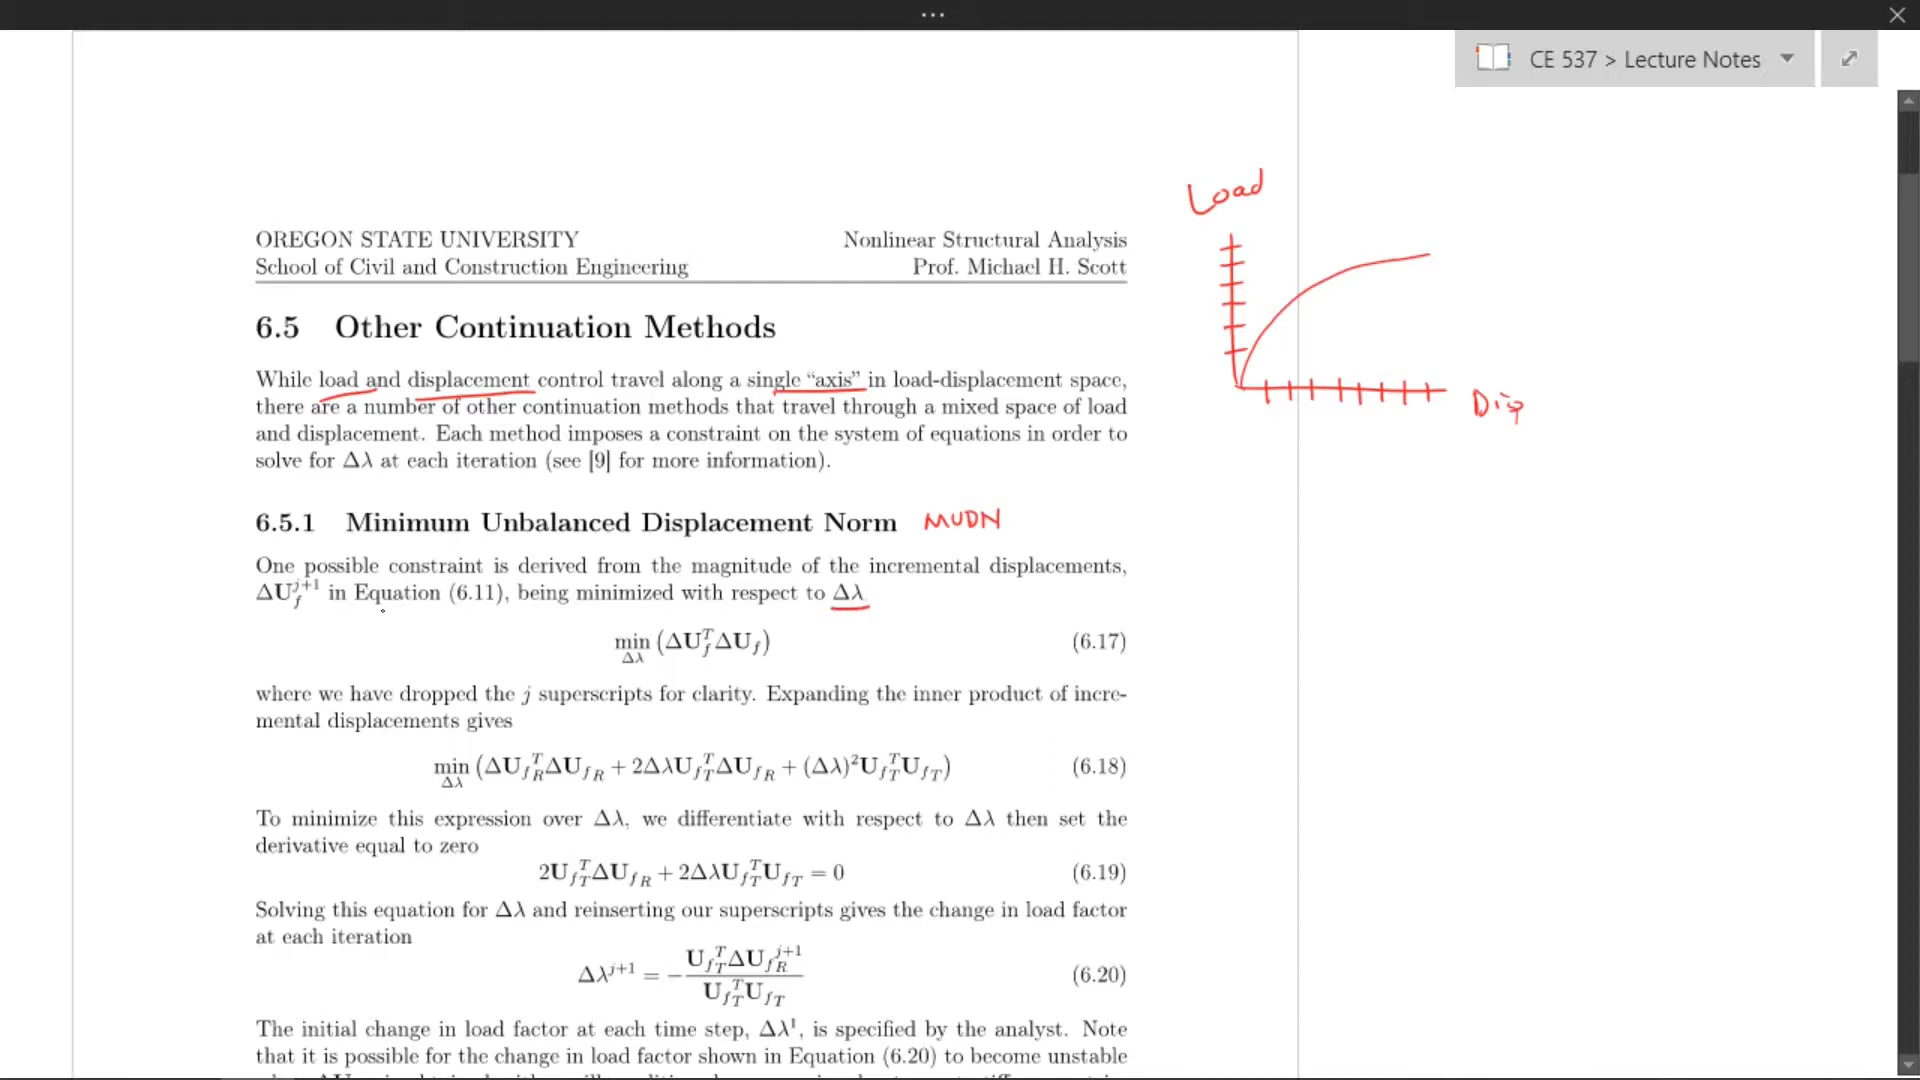 CE 537 > Lecture Notes
Load
OREGON STATE UNIVERSITY Nonlinear Structural Analysis
School of Civil and Construction Engineering Prof. Michael H. Scott
6.5 Other Continuation Methods
While load and displacement control travel along a single “axis” in load-displacement space,
there are a number of other continuation methods that travel through a mixed space of load
Disp
and displacement. Each method imposes a constraint on the system of equations in order to
solve for Δλ at each iteration (see [9] for more information).
6.5.1 Minimum Unbalanced Displacement Norm MUDN
One possible constraint is derived from the magnitude of the incremental displacements,
ΔU_f^{j+1} in Equation (6.11), being minimized with respect to Δλ
min_{Δλ} (ΔU_f^T ΔU_f) (6.17)
where we have dropped the j superscripts for clarity. Expanding the inner product of incre-
mental displacements gives
min_{Δλ} (ΔU_{fR}^T ΔU_{fR} + 2ΔλU_{fT}^T ΔU_{fR} + (Δλ)²U_{fT}^T U_{fT}) (6.18)
To minimize this expression over Δλ, we differentiate with respect to Δλ then set the
derivative equal to zero
2U_{fT}^T ΔU_{fR} + 2ΔλU_{fT}^T U_{fT} = 0 (6.19)
Solving this equation for Δλ and reinserting our superscripts gives the change in load factor
at each iteration
Δλ^{j+1} = − U_{fT}^T ΔU_{fR}^{j+1} / U_{fT}^T U_{fT} (6.20)
The initial change in load factor at each time step, Δλ¹, is specified by the analyst. Note
that it is possible for the change in load factor shown in Equation (6.20) to become unstable